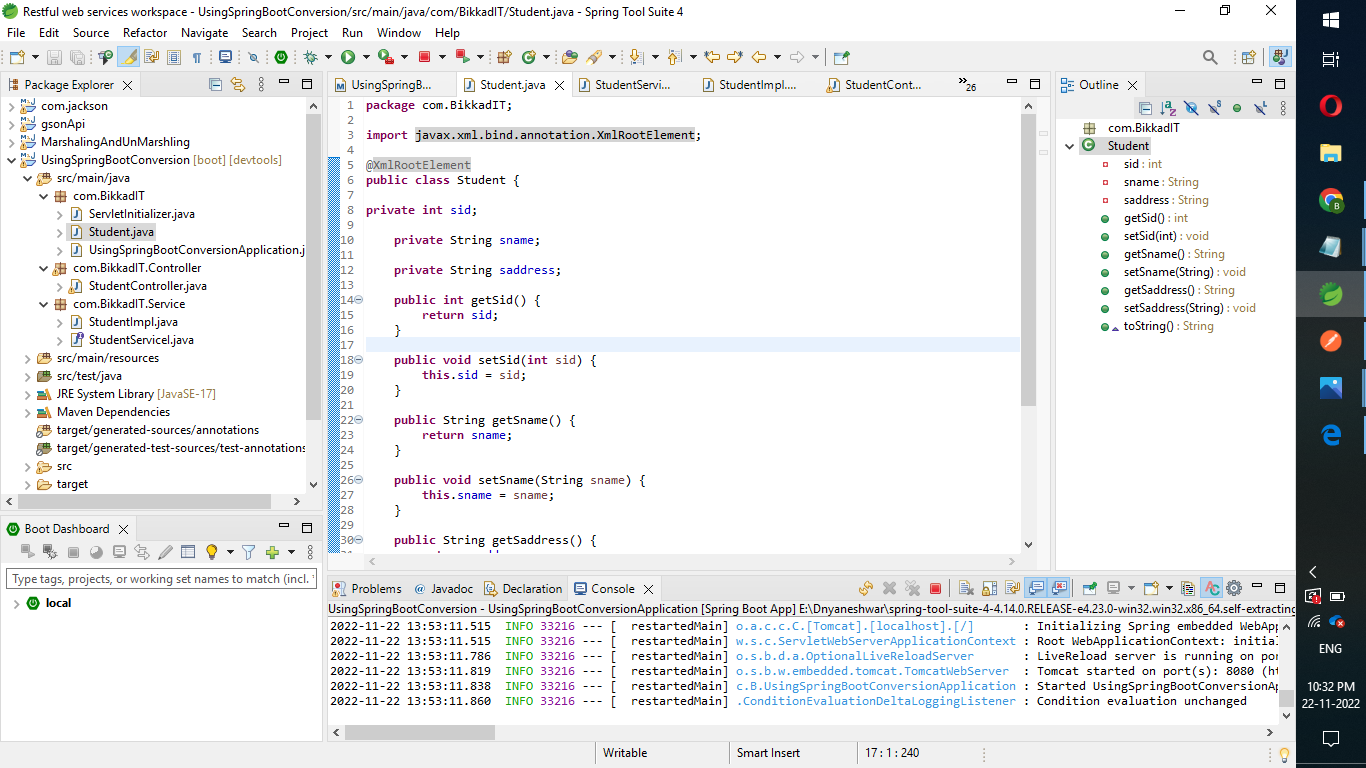 Restful web services workspace - UsingSpringBootConversion/src/main/java/com/BikkadIT/Student.java - Spring Tool Suite 4
File Edit Source Refactor Navigate Search Project Run Window Help
Package Explorer
com.jackson
gsonApi
MarshalingAndUnMarshling
UsingSpringBootConversion [boot] [devtools]
src/main/java
com.BikkadIT
ServletInitializer.java
Student.java
UsingSpringBootConversionApplication.j
com.BikkadIT.Controller
StudentController.java
com.BikkadIT.Service
StudentImpl.java
StudentServiceI.java
src/main/resources
src/test/java
JRE System Library [JavaSE-17]
Maven Dependencies
target/generated-sources/annotations
target/generated-test-sources/test-annotations
src
target
Boot Dashboard
Type tags, projects, or working set names to match (incl. *
local
UsingSpringB... Student.java StudentServi... StudentImpl.... StudentCont... »26
1 package com.BikkadIT;
2
3 import javax.xml.bind.annotation.XmlRootElement;
4
5 @XmlRootElement
6 public class Student {
7
8 private int sid;
9
10 private String sname;
11
12 private String saddress;
13
14 public int getSid() {
15 return sid;
16 }
17
18 public void setSid(int sid) {
19 this.sid = sid;
20 }
21
22 public String getSname() {
23 return sname;
24 }
25
26 public void setSname(String sname) {
27 this.sname = sname;
28 }
29
30 public String getSaddress() {
Outline
com.BikkadIT
Student
sid : int
sname : String
saddress : String
getSid() : int
setSid(int) : void
getSname() : String
setSname(String) : void
getSaddress() : String
setSaddress(String) : void
toString() : String
Problems @ Javadoc Declaration Console
UsingSpringBootConversion - UsingSpringBootConversionApplication [Spring Boot App] E:\Dnyaneshwar\spring-tool-suite-4-4.14.0.RELEASE-e4.23.0-win32.win32.x86_64.self-extracting
2022-11-22 13:53:11.515 INFO 33216 --- [ restartedMain] o.a.c.c.C.[Tomcat].[localhost].[/] : Initializing Spring embedded WebApp
2022-11-22 13:53:11.515 INFO 33216 --- [ restartedMain] w.s.c.ServletWebServerApplicationContext : Root WebApplicationContext: initial
2022-11-22 13:53:11.786 INFO 33216 --- [ restartedMain] o.s.b.d.a.OptionalLiveReloadServer : LiveReload server is running on por
2022-11-22 13:53:11.819 INFO 33216 --- [ restartedMain] o.s.b.w.embedded.tomcat.TomcatWebServer : Tomcat started on port(s): 8080 (ht
2022-11-22 13:53:11.838 INFO 33216 --- [ restartedMain] c.B.UsingSpringBootConversionApplication : Started UsingSpringBootConversionAp
2022-11-22 13:53:11.860 INFO 33216 --- [ restartedMain] .ConditionEvaluationDeltaLoggingListener : Condition evaluation unchanged
Writable Smart Insert 17 : 1 : 240
ENG
10:32 PM
22-11-2022